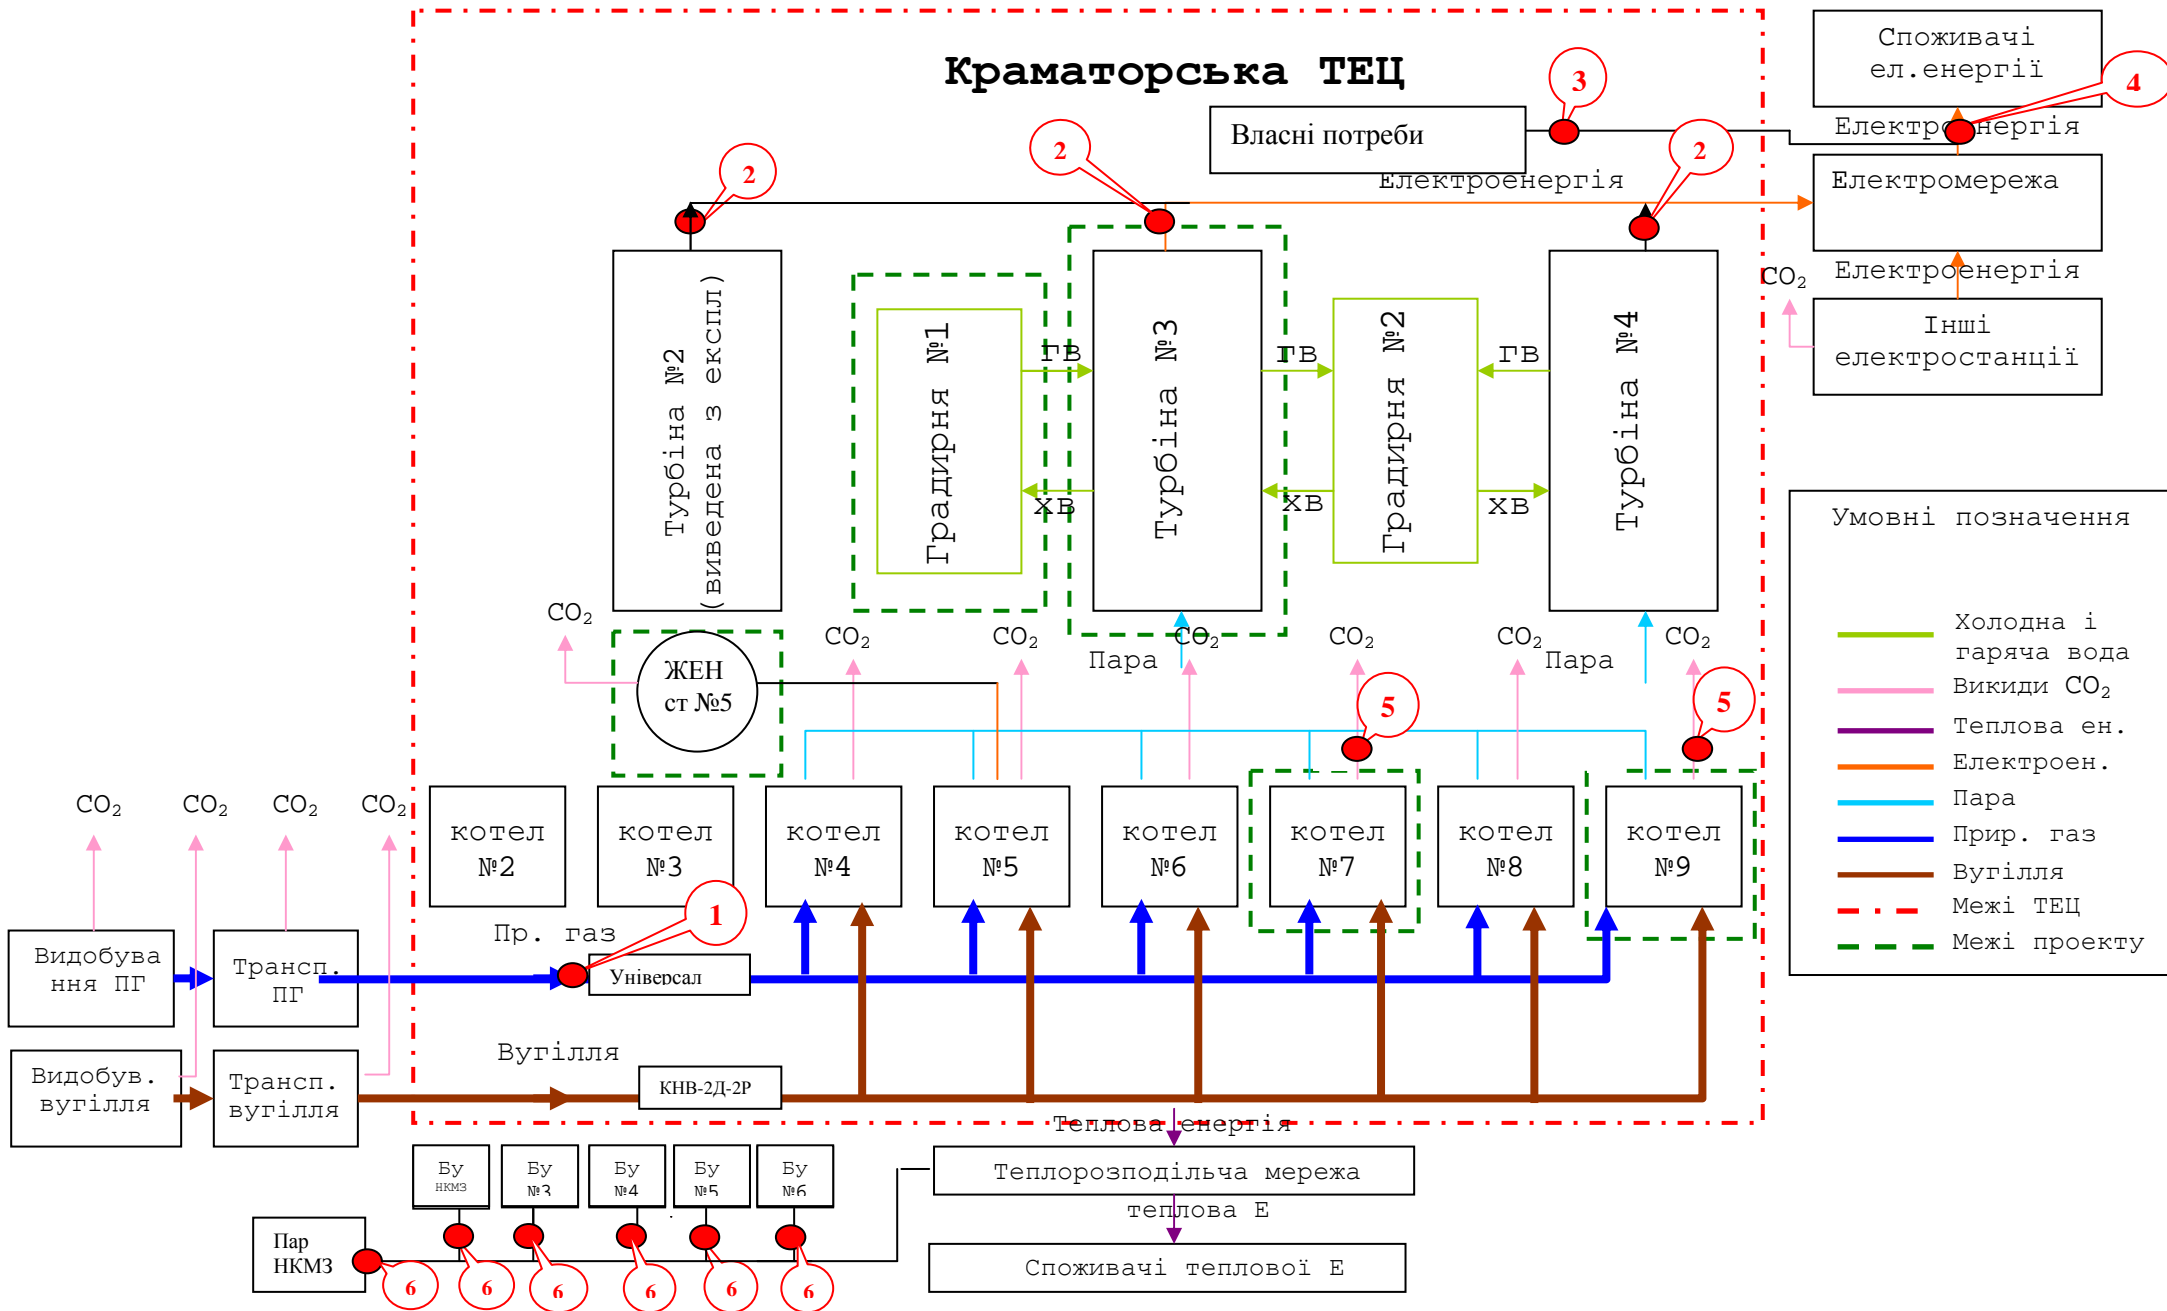 Краматорська ТЕЦ
Споживачі
ел.енергії
3
4
Власні потреби
Електроенергія
2
2
2
Електроенергія
Електромережа
Електроенергія
CO₂
Інші
електростанції
Турбіна №2
(виведена з експл)
Градирня №1
ГВ
ХВ
Турбіна №3
ГВ
ХВ
Градирня №2
ГВ
ХВ
Турбіна №4
Умовні позначення
Холодна і
гаряча вода
Викиди CO₂
Теплова ен.
Електроен.
Пара
Прир. газ
Вугілля
Межі ТЕЦ
Межі проекту
CO₂
CO₂
CO₂
CO₂
CO₂
CO₂
CO₂
Пара
Пара
ЖЕН
ст №5
5
5
CO₂
CO₂
CO₂
CO₂
котел
№2
котел
№3
котел
№4
котел
№5
котел
№6
котел
№7
котел
№8
котел
№9
1
Пр. газ
Видобува
ння ПГ
Трансп.
ПГ
Універсал
Вугілля
Видобув.
вугілля
Трансп.
вугілля
КНВ-2Д-2Р
Теплова енергія
Бу
НКМЗ
Бу
№3
Бу
№4
Бу
№5
Бу
№6
Теплорозподільча мережа
теплова Е
Пар
НКМЗ
Споживачі теплової Е
6
6
6
6
6
6